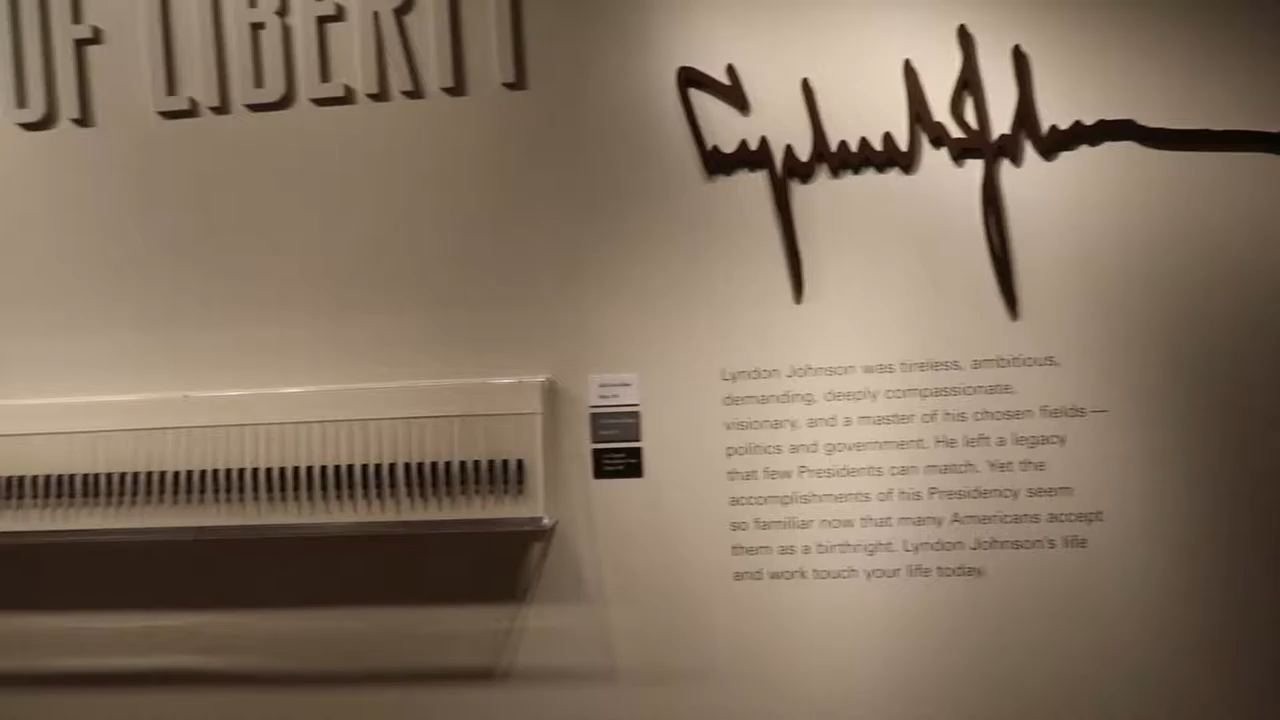 OF LIBERTY
Lyndon Johnson
Lyndon Johnson was tireless, ambitious,
demanding, deeply compassionate,
visionary, and a master of his chosen fields—
politics and government. He left a legacy
that few Presidents can match. Yet the
accomplishments of his Presidency seem
so familiar now that many Americans accept
them as a birthright. Lyndon Johnson's life
and work touch your life today.